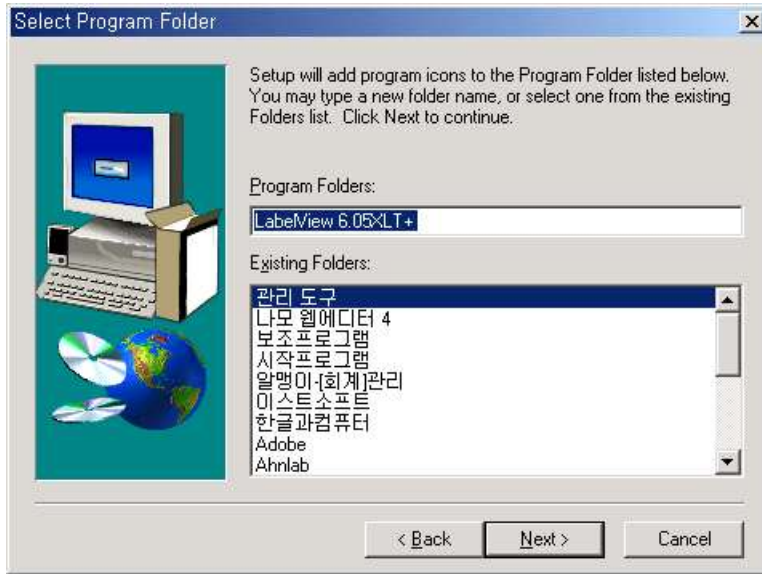 Select Program Folder
Setup will add program icons to the Program Folder listed below.
You may type a new folder name, or select one from the existing
Folders list. Click Next to continue.
Program Folders:
LabelView 6.05XLT+
Existing Folders:
관리 도구
나모 웹에디터 4
보조프로그램
시작프로그램
알맹이-[회계]관리
이스트소프트
한글과컴퓨터
Adobe
Ahnlab
< Back
Next >
Cancel